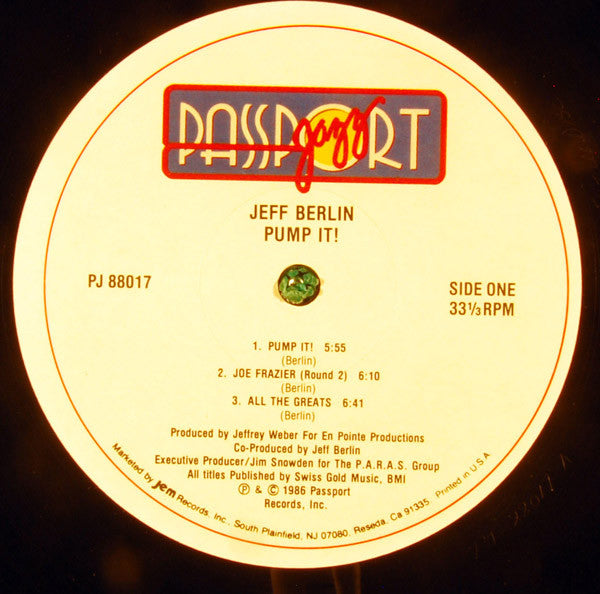 PASSPORT
jazz
JEFF BERLIN
PUMP IT!
PJ 88017
SIDE ONE
33⅓ RPM
1. PUMP IT! 5:55
(Berlin)
2. JOE FRAZIER (Round 2) 6:10
(Berlin)
3. ALL THE GREATS 6:41
(Berlin)
Produced by Jeffrey Weber For En Pointe Productions
Co-Produced by Jeff Berlin
Executive Producer/Jim Snowden for The P.A.R.A.S. Group
All titles Published by Swiss Gold Music, BMI
℗ & © 1986 Passport
Records, Inc.
Marketed by jem Records, Inc., South Plainfield, NJ 07080, Reseda, Ca 91335. Printed in U.S.A.